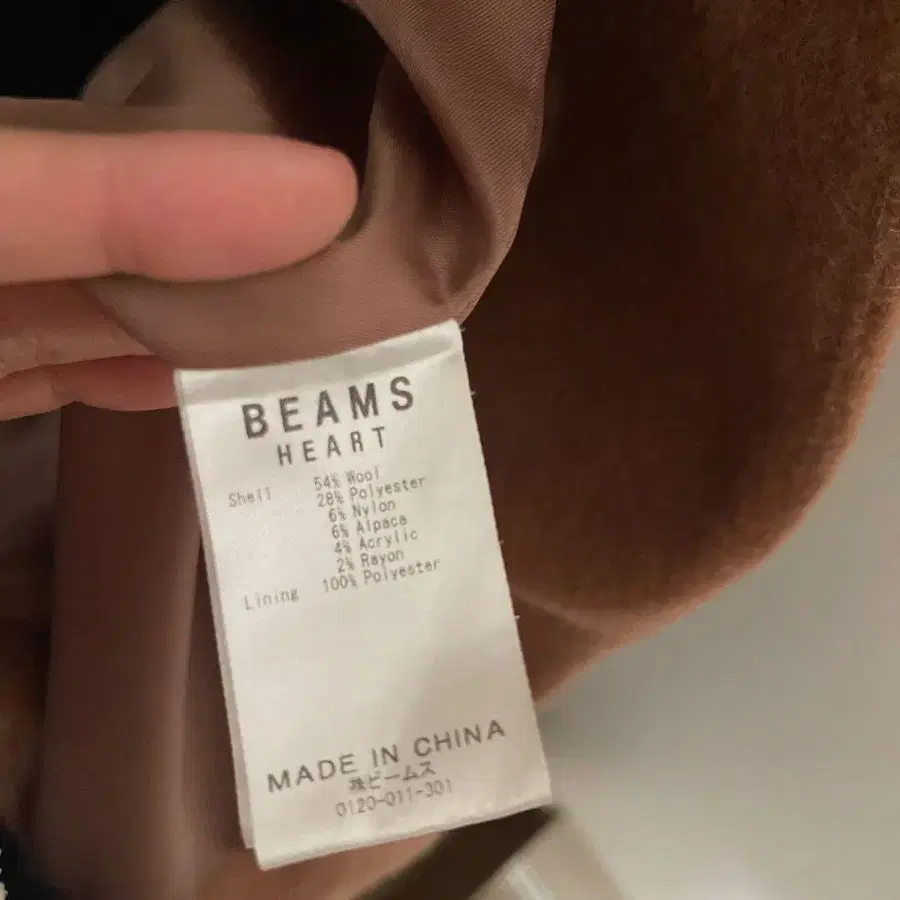 BEAMS
HEART
Shell 54% Wool
28% Polyester
6% Nylon
6% Alpaca
4% Acrylic
2% Rayon
Lining 100% Polyester
MADE IN CHINA
㈱ビームス
0120-011-301